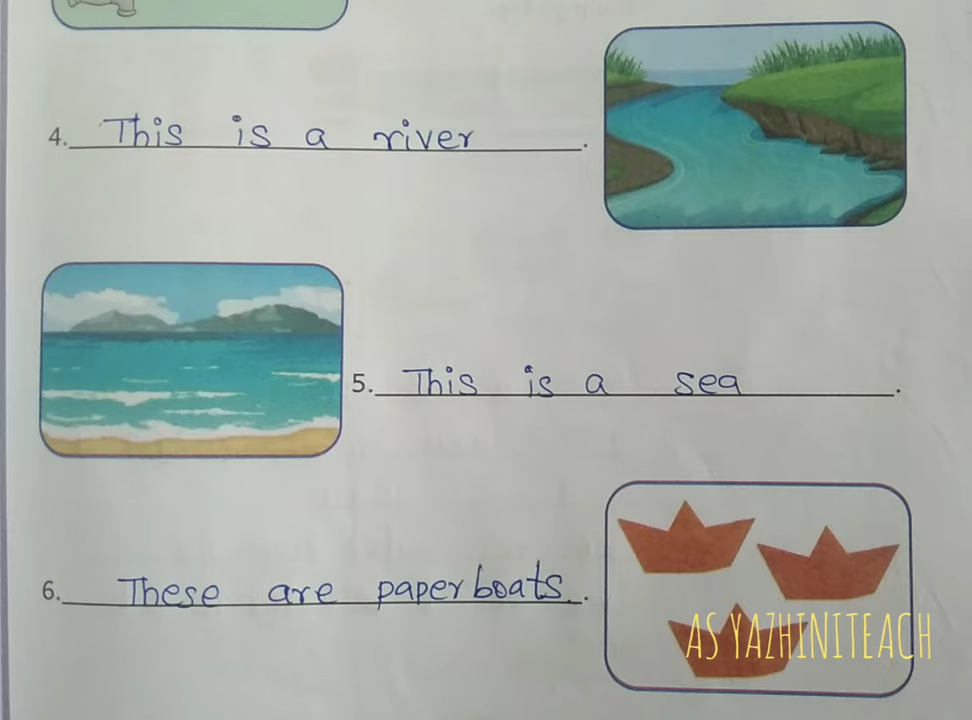 4. This is a river.
5. This is a sea.
6. These are paper boats.
AS YAZHINITEACH